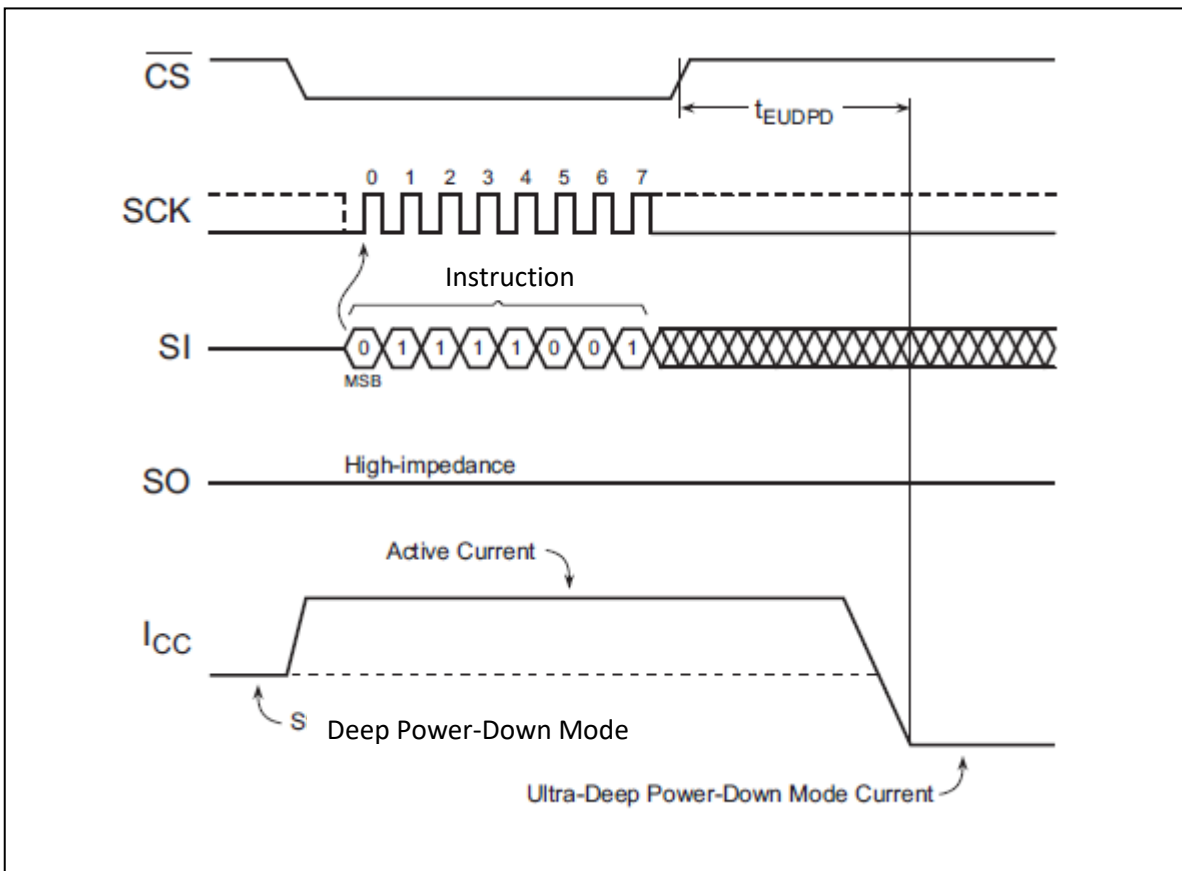 CS
tEUDPD
0 1 2 3 4 5 6 7
SCK
Instruction
SI
0 1 1 1 1 0 0 1
MSB
High-impedance
SO
Active Current
ICC
S Deep Power-Down Mode
Ultra-Deep Power-Down Mode Current